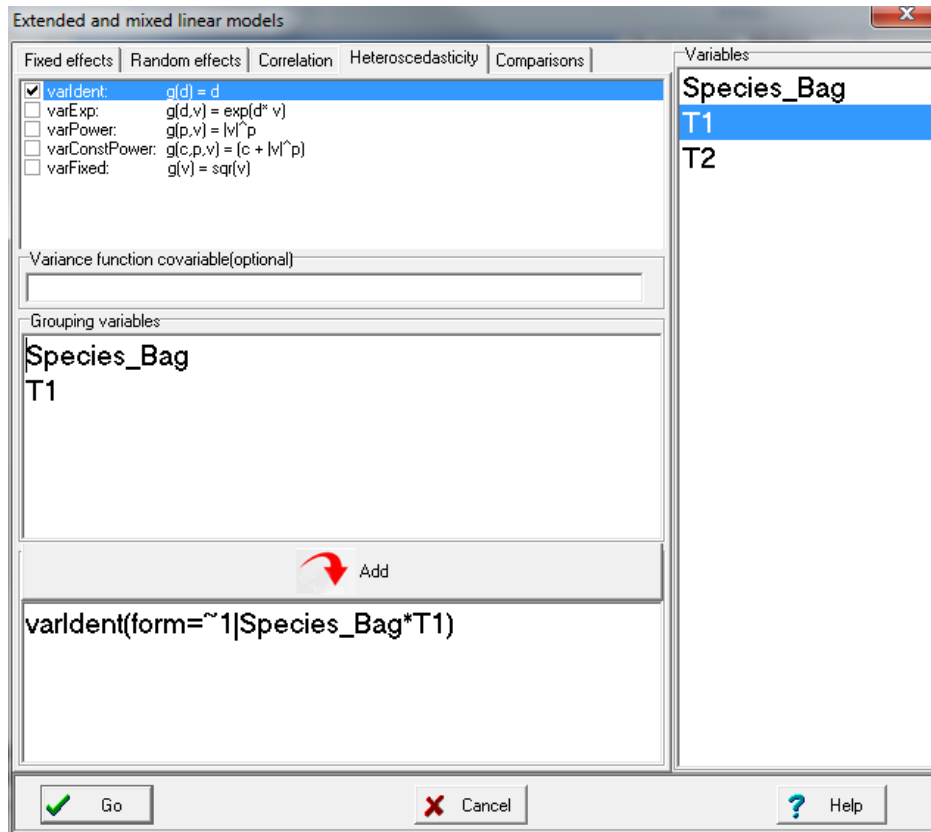 Extended and mixed linear models
X
Fixed effects Random effects Correlation Heteroscedasticity Comparisons
varIdent: g(d) = d
varExp: g(d,v) = exp(d* v)
varPower: g(p,v) = |v|^p
varConstPower: g(c,p,v) = (c + |v|^p)
varFixed: g(v) = sqr(v)
Variance function covariable(optional)
Grouping variables
Species_Bag
T1
Add
varIdent(form=~1|Species_Bag*T1)
Variables
Species_Bag
T1
T2
Go Cancel ? Help